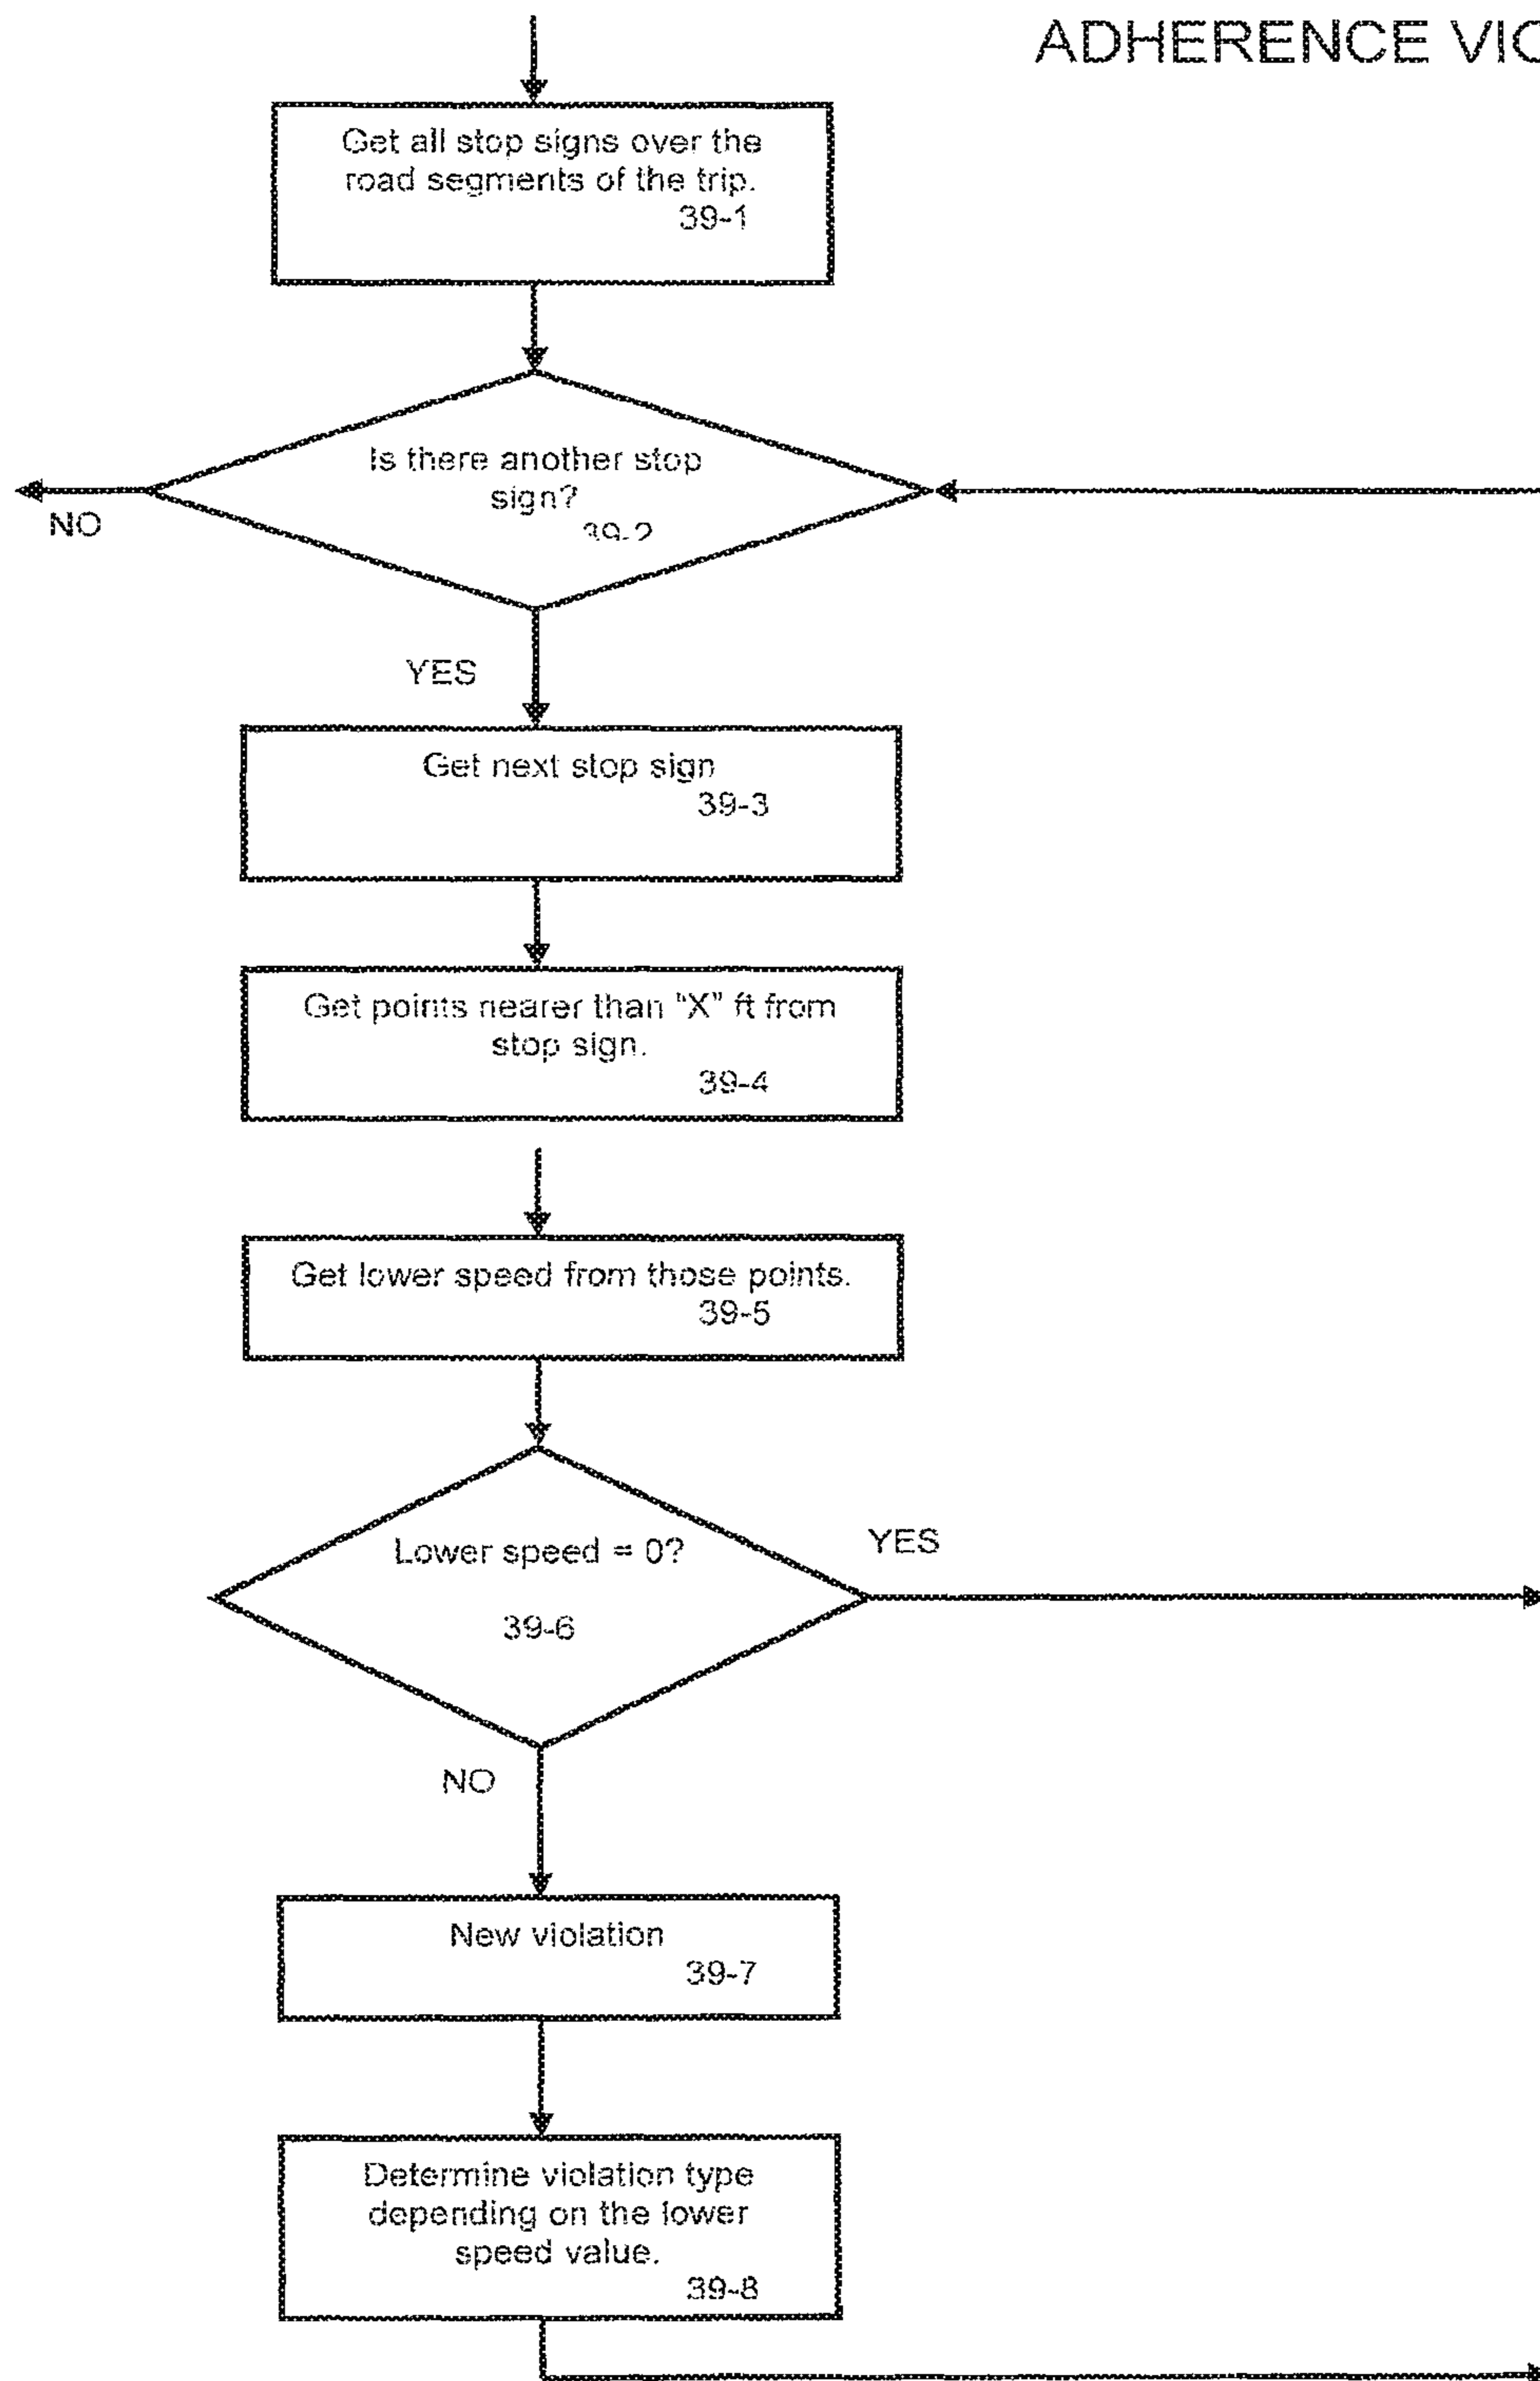 ADHERENCE
Get all stop signs over the
road segments of the trip.
39-1
Is there another stop
sign?
39-2
NO
YES
Get next stop sign
39-3
Get points nearer than "X" ft from
stop sign.
39-4
Get lower speed from those points.
39-5
Lower speed = 0?
YES
39-6
NO
New violation
39-7
Determine violation type
depending on the lower
speed value.
39-8